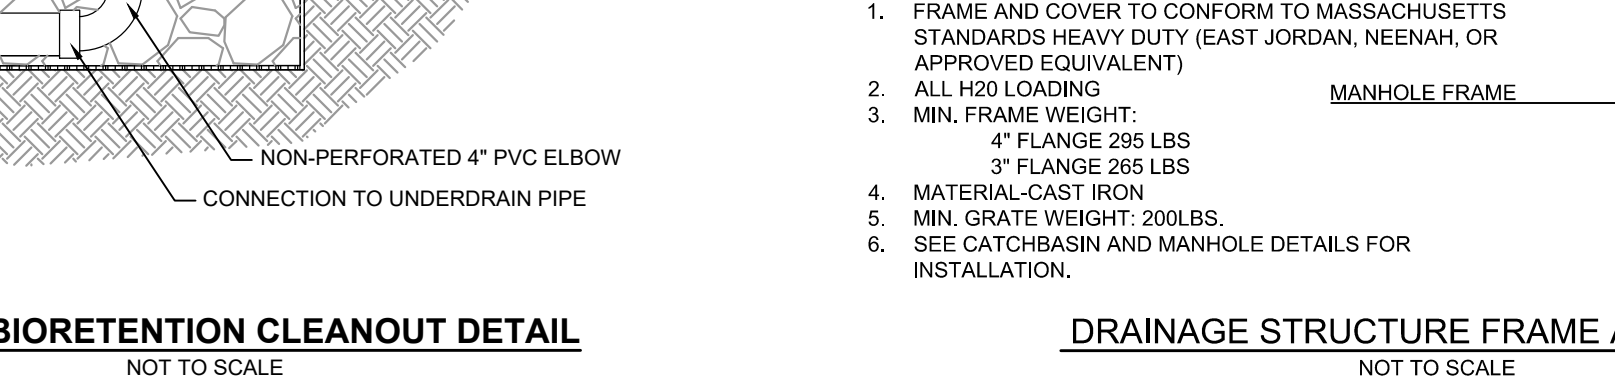 NON-PERFORATED 4" PVC ELBOW
CONNECTION TO UNDERDRAIN PIPE
BIORETENTION CLEANOUT DETAIL
NOT TO SCALE
1. FRAME AND COVER TO CONFORM TO MASSACHUSETTS
STANDARDS HEAVY DUTY (EAST JORDAN, NEENAH, OR
APPROVED EQUIVALENT)
2. ALL H20 LOADING
3. MIN. FRAME WEIGHT:
4" FLANGE 295 LBS
3" FLANGE 265 LBS
4. MATERIAL-CAST IRON
5. MIN. GRATE WEIGHT: 200LBS.
6. SEE CATCHBASIN AND MANHOLE DETAILS FOR
INSTALLATION.
MANHOLE FRAME
DRAINAGE STRUCTURE FRAME
NOT TO SCALE